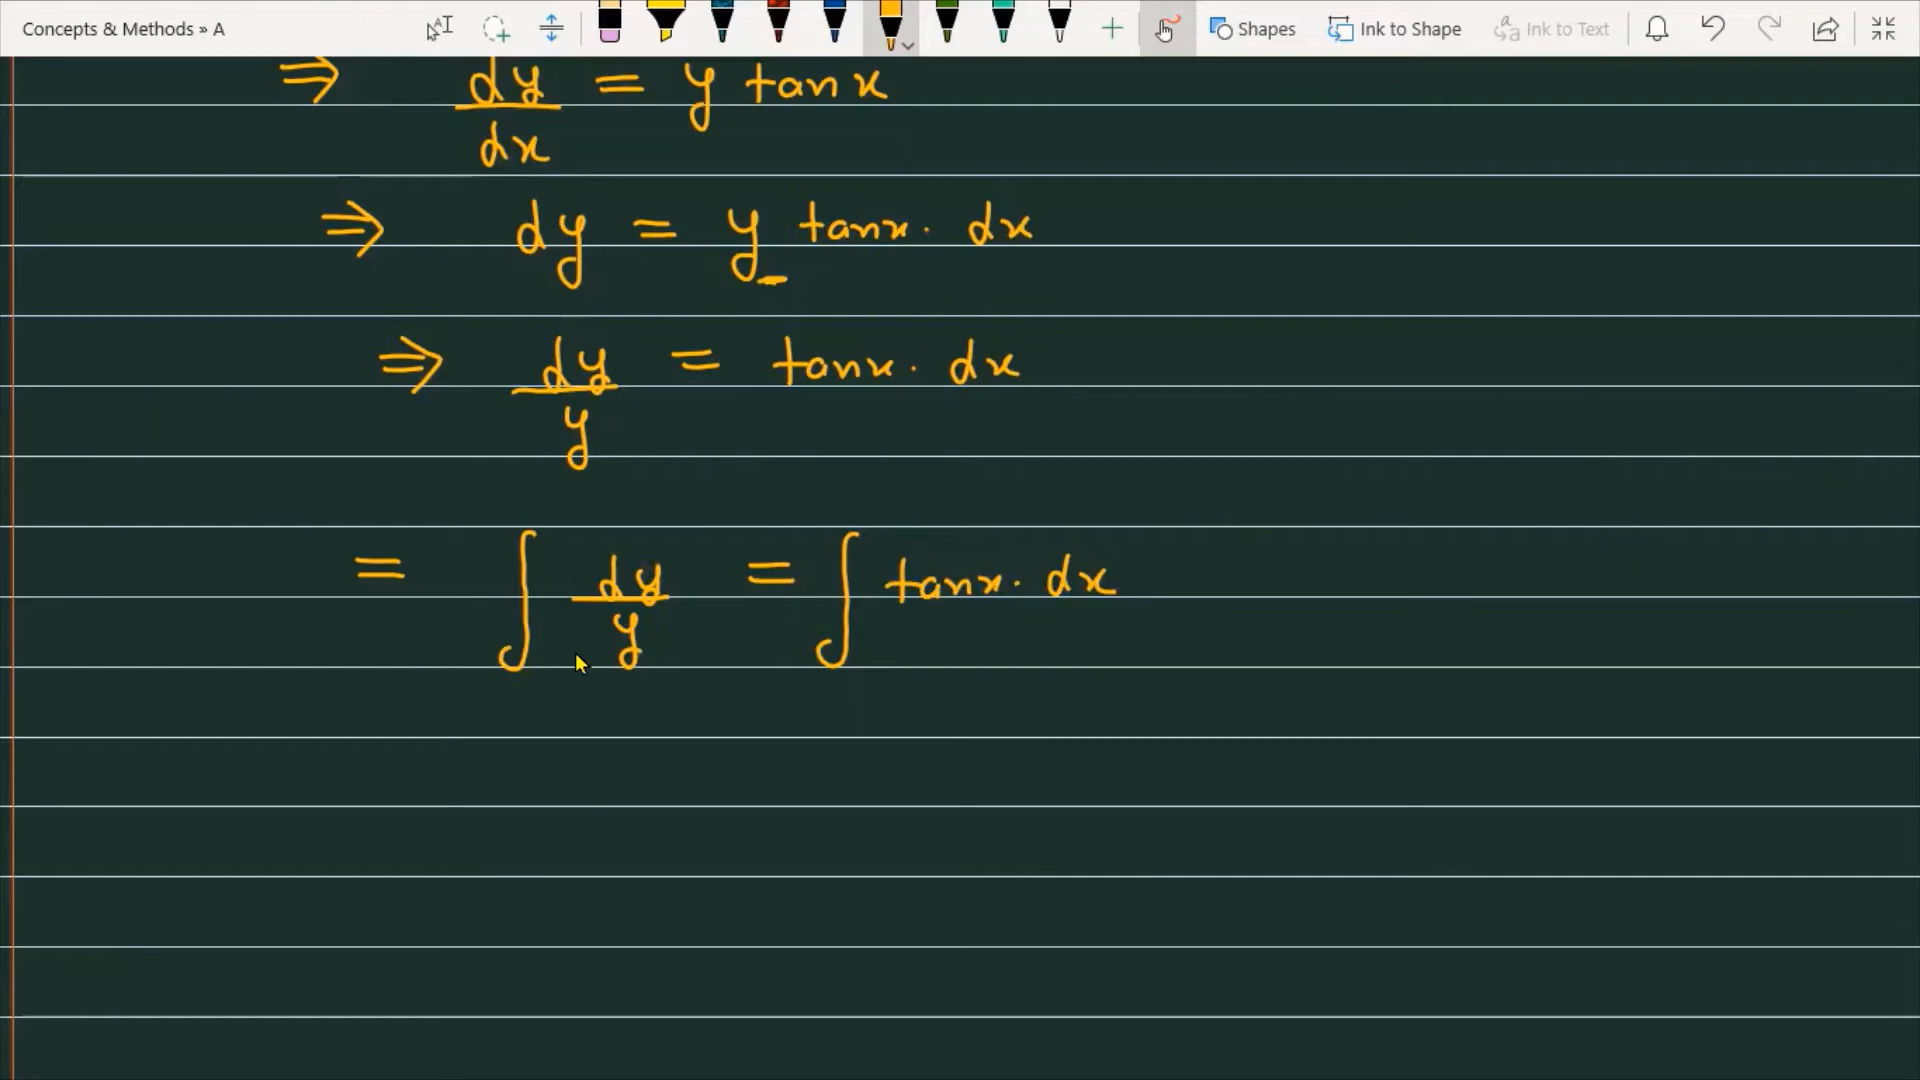 Concepts & Methods » A
Shapes Ink to Shape Ink to Text
⇒ dy/dx = y tanx
⇒ dy = y tanx · dx
⇒ dy/y = tanx · dx
= ∫ dy/y = ∫ tanx · dx